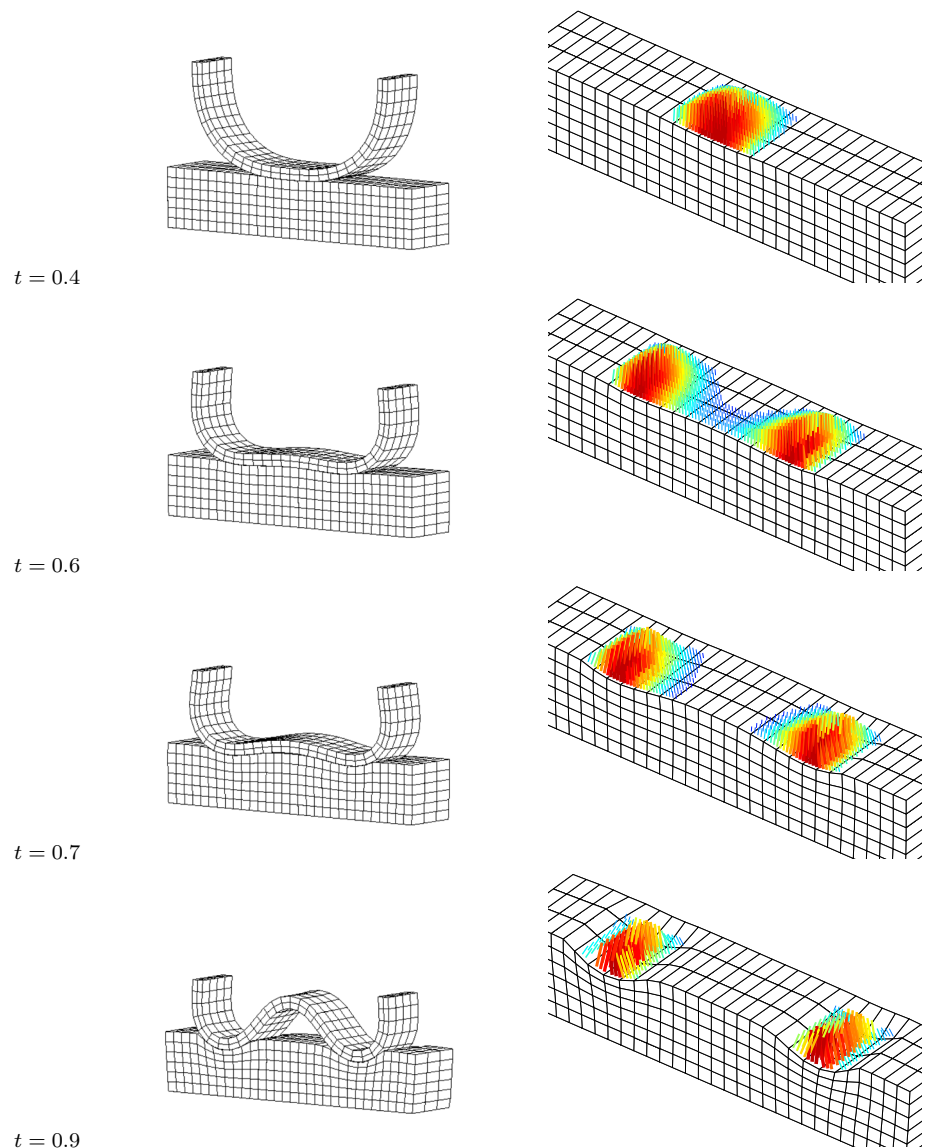 t = 0.4
t = 0.6
t = 0.7
t = 0.9